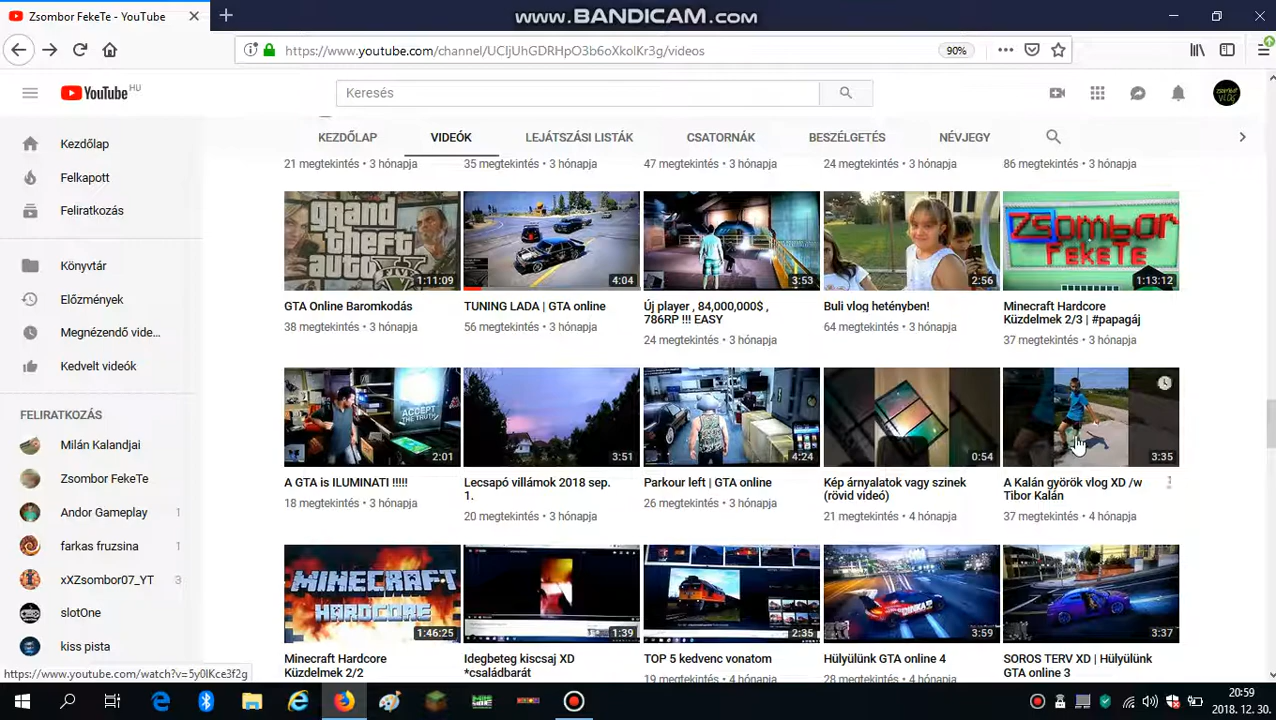 www.BANDICAM.com
Zsombor FekeTe - YouTube
https://www.youtube.com/channel/UCIjUhGDRHpO3b6oXkolKr3g/videos
90%
YouTube HU
Keresés
KEZDŐLAP VIDEÓK LEJÁTSZÁSI LISTÁK CSATORNÁK BESZÉLGETÉS NÉVJEGY
Kezdőlap
Felkapott
Feliratkozás
Könyvtár
Előzmények
Megnézendő vide...
Kedvelt videók
FELIRATKOZÁS
Milán Kalandjai
Zsombor FekeTe
Andor Gameplay 1
farkas fruzsina 1
xXZsombor07_YT 3
slotOne
kiss pista
21 megtekintés • 3 hónapja
35 megtekintés • 3 hónapja
47 megtekintés • 3 hónapja
24 megtekintés • 3 hónapja
86 megtekintés • 3 hónapja
grand
theft
auto
V
1:11:09
4:04
3:53
2:56
Zsombor
FeKeTe
1:13:12
GTA Online Baromkodás
38 megtekintés • 3 hónapja
TUNING LADA | GTA online
56 megtekintés • 3 hónapja
Új player , 84,000,000$ ,
786RP !!! EASY
24 megtekintés • 3 hónapja
Buli vlog hetényben!
64 megtekintés • 3 hónapja
Minecraft Hardcore
Küzdelmek 2/3 | #papagáj
37 megtekintés • 3 hónapja
ACCEPT
THE TRUTH
2:01
3:51
4:24
0:54
3:35
A GTA is ILUMINATI !!!!!
18 megtekintés • 3 hónapja
Lecsapó villámok 2018 sep.
1.
20 megtekintés • 3 hónapja
Parkour left | GTA online
26 megtekintés • 3 hónapja
Kép árnyalatok vagy szinek
(rövid videó)
21 megtekintés • 4 hónapja
A Kalán györök vlog XD /w
Tibor Kalán
37 megtekintés • 4 hónapja
MINECRAFT
HARDCORE
1:46:25
1:39
2:35
3:59
3:37
Minecraft Hardcore
Küzdelmek 2/2
Idegbeteg kiscsaj XD
*családbarát
TOP 5 kedvenc vonatom
19 megtekintés • 4 hónapja
Hülyülünk GTA online 4
28 megtekintés • 4 hónapja
SOROS TERV XD | Hülyülünk
GTA online 3
https://www.youtube.com/watch?v=5y0lKce3f2g
20:59
2018. 12. 30.